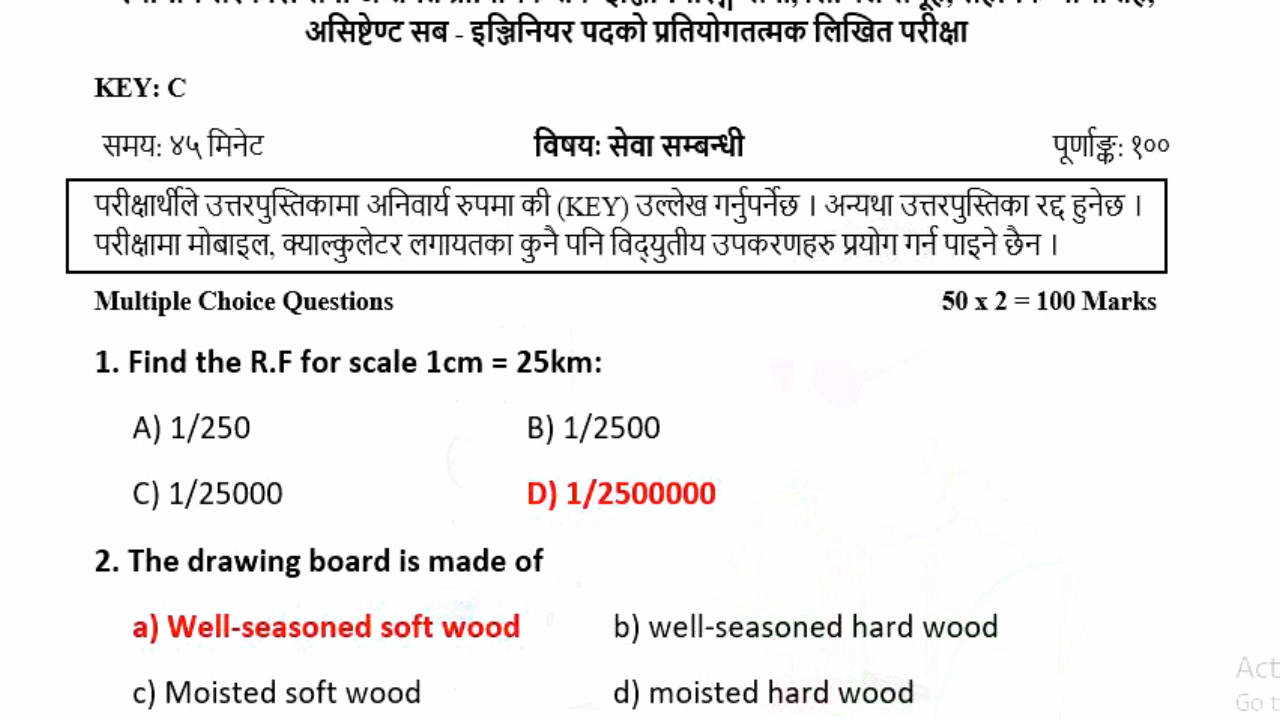 असिष्टेण्ट सब - इञ्जिनियर पदको प्रतियोगतत्मक लिखित परीक्षा
KEY: C
समय: ४५ मिनेट विषयः सेवा सम्बन्धी पूर्णाङ्क: १००
परीक्षार्थीले उत्तरपुस्तिकामा अनिवार्य रुपमा की (KEY) उल्लेख गर्नुपर्नेछ । अन्यथा उत्तरपुस्तिका रद्द हुनेछ ।
परीक्षामा मोबाइल, क्याल्कुलेटर लगायतका कुनै पनि विद्युतीय उपकरणहरु प्रयोग गर्न पाइने छैन ।
Multiple Choice Questions 50 x 2 = 100 Marks
1. Find the R.F for scale 1cm = 25km:
A) 1/250 B) 1/2500
C) 1/25000 D) 1/2500000
2. The drawing board is made of
a) Well-seasoned soft wood b) well-seasoned hard wood
c) Moisted soft wood d) moisted hard wood
Act
Go t